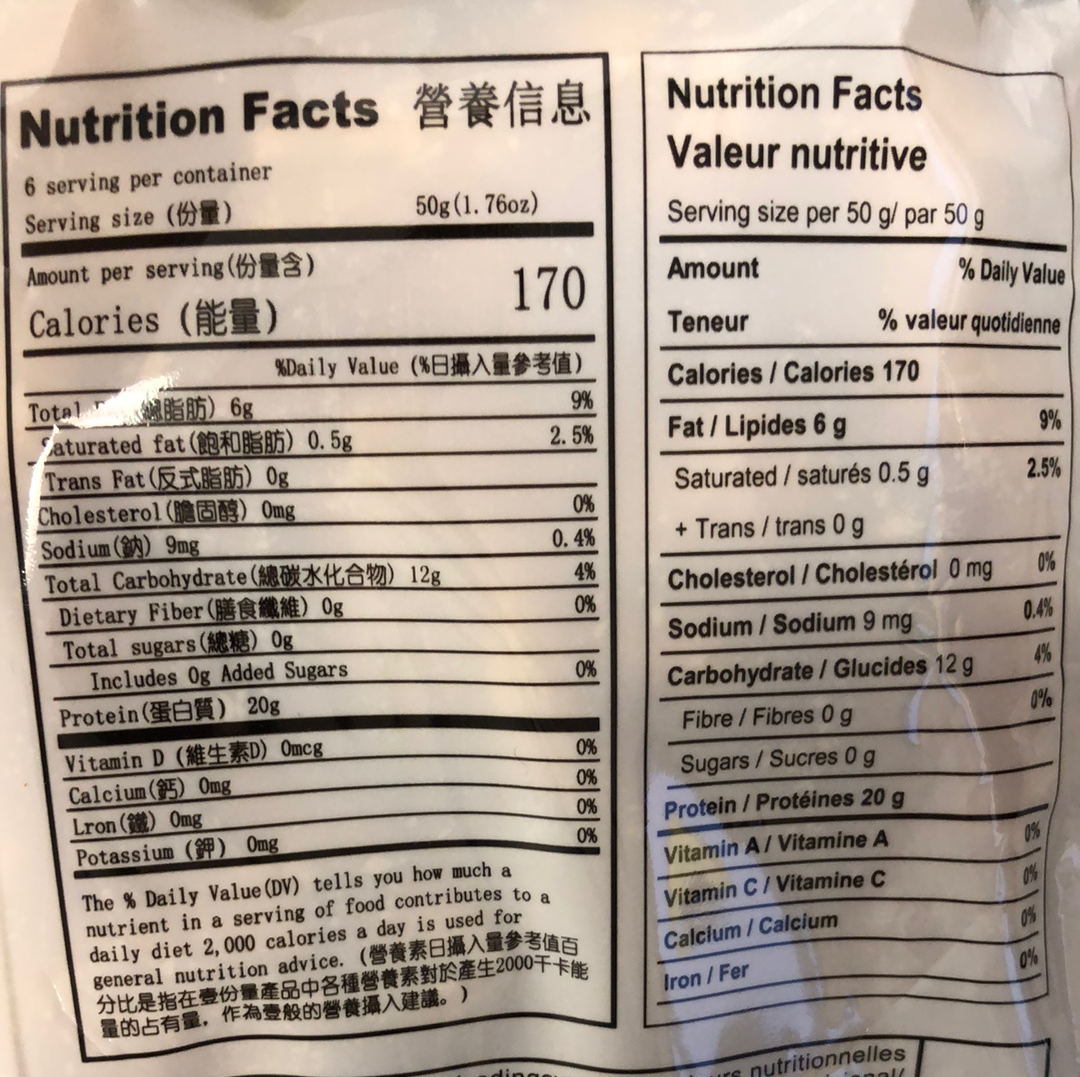 Nutrition Facts 營養信息
6 serving per container
Serving size (份量) 50g(1.76oz)
Amount per serving(份量含)
Calories (能量) 170
%Daily Value (%日攝入量參考值)
Total 脂肪) 6g 9%
Saturated fat(飽和脂肪) 0.5g 2.5%
Trans Fat(反式脂肪) 0g
Cholesterol(膽固醇) 0mg 0%
Sodium(鈉) 9mg 0.4%
Total Carbohydrate(總碳水化合物) 12g 4%
Dietary Fiber(膳食纖維) 0g 0%
Total sugars(總糖) 0g
Includes 0g Added Sugars 0%
Protein(蛋白質) 20g
Vitamin D (維生素D) 0mcg 0%
Calcium(鈣) 0mg 0%
Lron(鐵) 0mg 0%
Potassium (鉀) 0mg 0%
The % Daily Value(DV) tells you how much a
nutrient in a serving of food contributes to a
daily diet 2,000 calories a day is used for
general nutrition advice. (營養素日攝入量參考值百
分比是指在壹份量產品中各種營養素對於產生2000千卡能
量的占有量，作為壹般的營養攝入建議。)
Nutrition Facts
Valeur nutritive
Serving size per 50 g/ par 50 g
Amount % Daily Value
Teneur % valeur quotidienne
Calories / Calories 170
Fat / Lipides 6 g 9%
Saturated / saturés 0.5 g 2.5%
+ Trans / trans 0 g
Cholesterol / Cholestérol 0 mg 0%
Sodium / Sodium 9 mg 0.4%
Carbohydrate / Glucides 12 g 4%
Fibre / Fibres 0 g 0%
Sugars / Sucres 0 g
Protein / Protéines 20 g
Vitamin A / Vitamine A 0%
Vitamin C / Vitamine C 0%
Calcium / Calcium 0%
Iron / Fer 0%
nutritionnelles